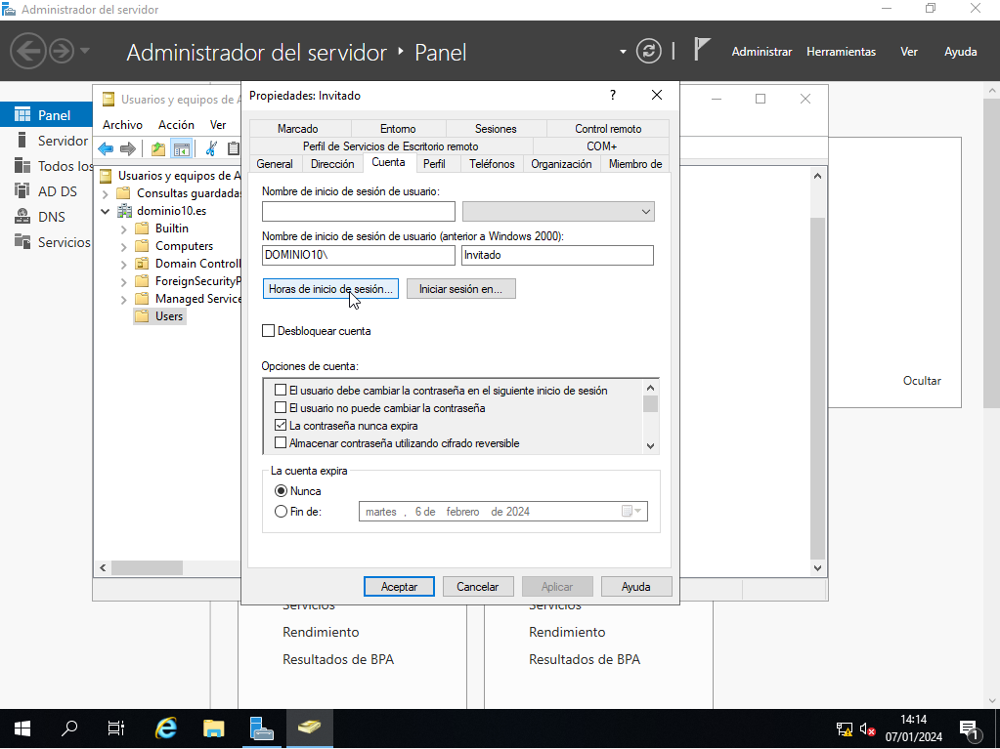 Administrador del servidor
Administrador del servidor ‣ Panel
Administrar Herramientas Ver Ayuda
Panel
Servidor
Todos los
AD DS
DNS
Servicios
Usuarios y equipos de A
Archivo Acción Ver
Usuarios y equipos de A
Consultas guardadas
dominio10.es
Builtin
Computers
Domain Controll
ForeignSecurityP
Managed Service
Users
Propiedades: Invitado
?
Marcado Entorno Sesiones Control remoto
Perfil de Servicios de Escritorio remoto COM+
General Dirección Cuenta Perfil Teléfonos Organización Miembro de
Nombre de inicio de sesión de usuario:
Nombre de inicio de sesión de usuario (anterior a Windows 2000):
DOMINIO10\ Invitado
Horas de inicio de sesión... Iniciar sesión en...
Desbloquear cuenta
Opciones de cuenta:
El usuario debe cambiar la contraseña en el siguiente inicio de sesión
El usuario no puede cambiar la contraseña
La contraseña nunca expira
Almacenar contraseña utilizando cifrado reversible
La cuenta expira
Nunca
Fin de: martes , 6 de febrero de 2024
Aceptar Cancelar Aplicar Ayuda
Ocultar
Servicios
Rendimiento
Resultados de BPA
Servicios
Rendimiento
Resultados de BPA
14:14
07/01/2024
1